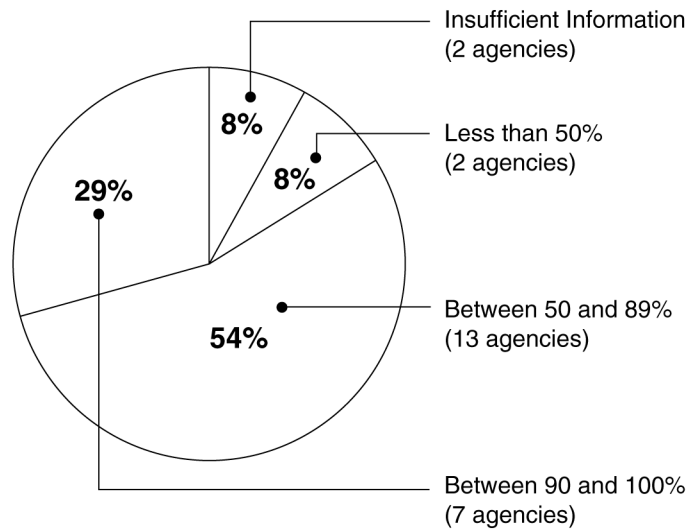 Insufficient Information
(2 agencies)
8%
Less than 50%
(2 agencies)
8%
29%
Between 50 and 89%
(13 agencies)
54%
Between 90 and 100%
(7 agencies)